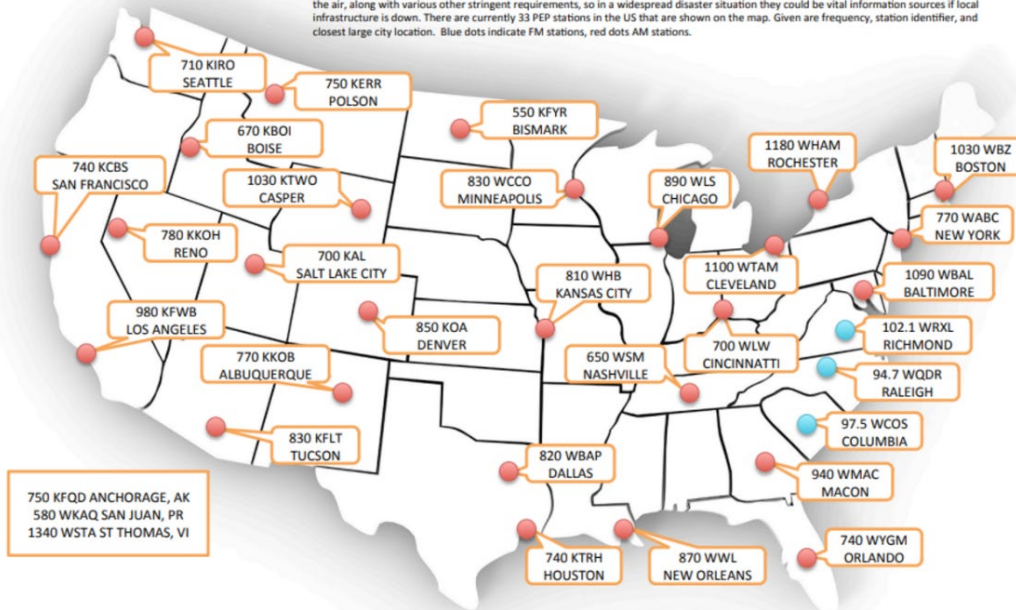 the air, along with various other stringent requirements, so in a widespread disaster situation they could be vital information sources if local
infrastructure is down. There are currently 33 PEP stations in the US that are shown on the map. Given are frequency, station identifier, and
closest large city location. Blue dots indicate FM stations, red dots AM stations.
710 KIRO
SEATTLE
750 KERR
POLSON
550 KFYR
BISMARK
670 KBOI
BOISE
1180 WHAM
ROCHESTER
1030 WBZ
BOSTON
740 KCBS
SAN FRANCISCO
1030 KTWO
CASPER
830 WCCO
MINNEAPOLIS
890 WLS
CHICAGO
770 WABC
NEW YORK
780 KKOH
RENO
700 KAL
SALT LAKE CITY
810 WHB
KANSAS CITY
1100 WTAM
CLEVELAND
1090 WBAL
BALTIMORE
980 KFWB
LOS ANGELES
850 KOA
DENVER
700 WLW
CINCINNATTI
102.1 WRXL
RICHMOND
770 KKOB
ALBUQUERQUE
650 WSM
NASHVILLE
94.7 WQDR
RALEIGH
830 KFLT
TUCSON
97.5 WCOS
COLUMBIA
820 WBAP
DALLAS
940 WMAC
MACON
750 KFQD ANCHORAGE, AK
580 WKAQ SAN JUAN, PR
1340 WSTA ST THOMAS, VI
740 KTRH
HOUSTON
870 WWL
NEW ORLEANS
740 WYGM
ORLANDO